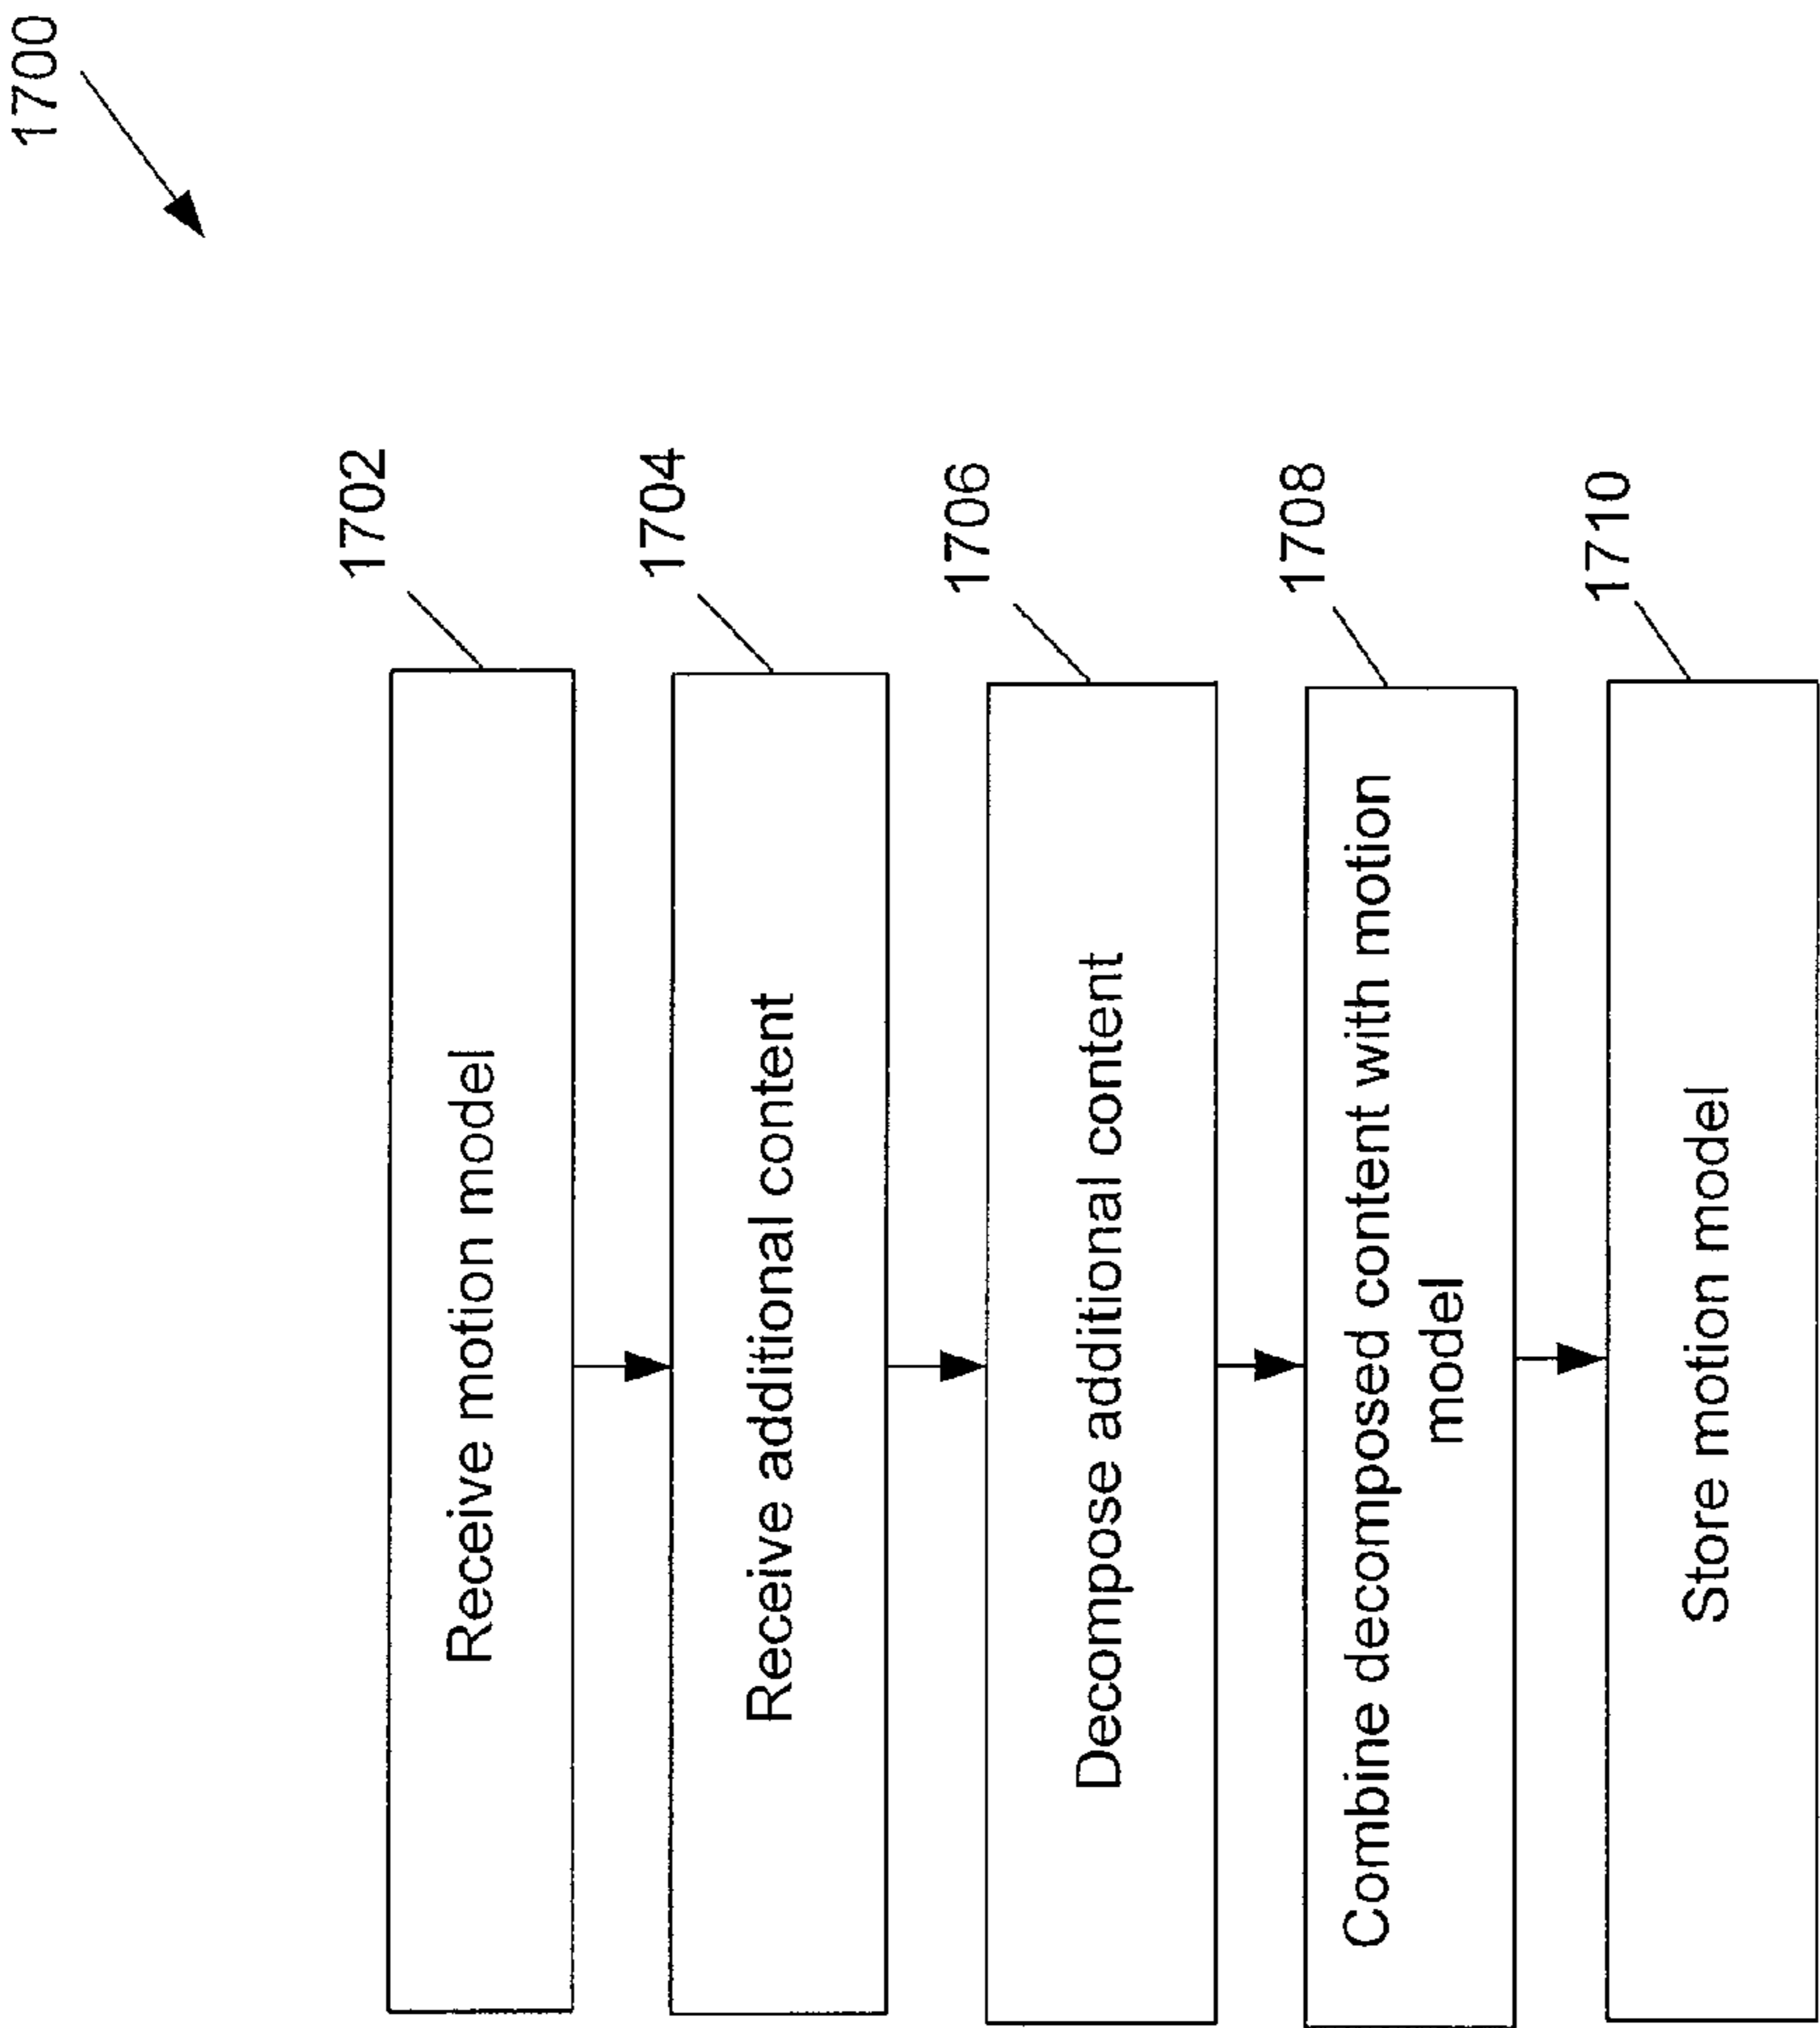 1700
Receive motion model
1702
Receive additional content
1704
Decompose additional content
1706
Combine decomposed content with motion
model
1708
Store motion model
1710